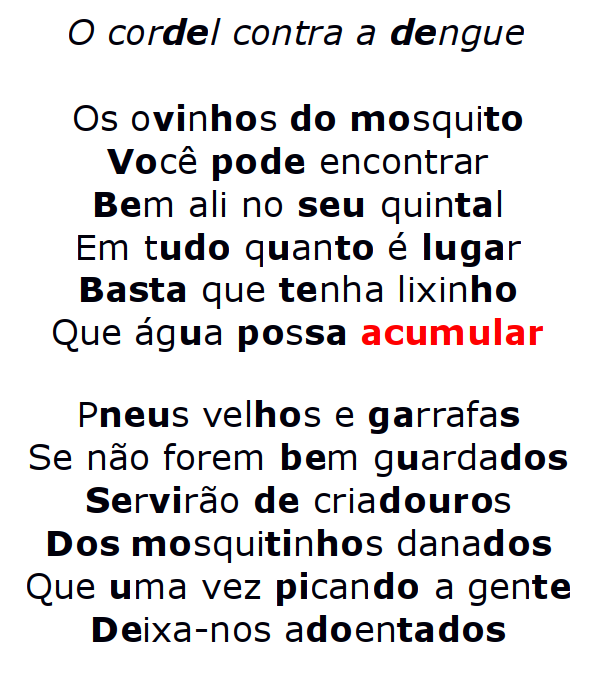 O cordel contra a dengue
Os ovinhos do mosquito
Você pode encontrar
Bem ali no seu quintal
Em tudo quanto é lugar
Basta que tenha lixinho
Que água possa acumular
Pneus velhos e garrafas
Se não forem bem guardados
Servirão de criadouros
Dos mosquitinhos danados
Que uma vez picando a gente
Deixa-nos adoentados